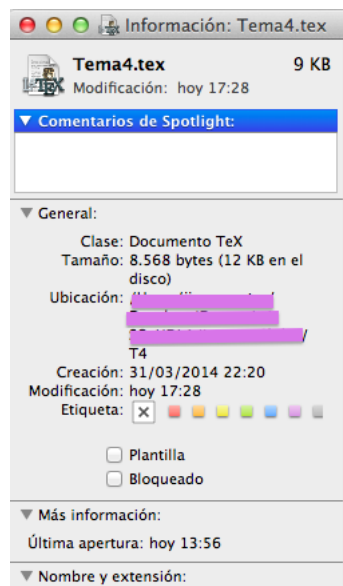 Información: Tema4.tex
Tema4.tex 9 KB
Modificación: hoy 17:28
Comentarios de Spotlight:
General:
Clase: Documento TeX
Tamaño: 8.568 bytes (12 KB en el
disco)
Ubicación:
/
T4
Creación: 31/03/2014 22:20
Modificación: hoy 17:28
Etiqueta:
Plantilla
Bloqueado
Más información:
Última apertura: hoy 13:56
Nombre y extensión: